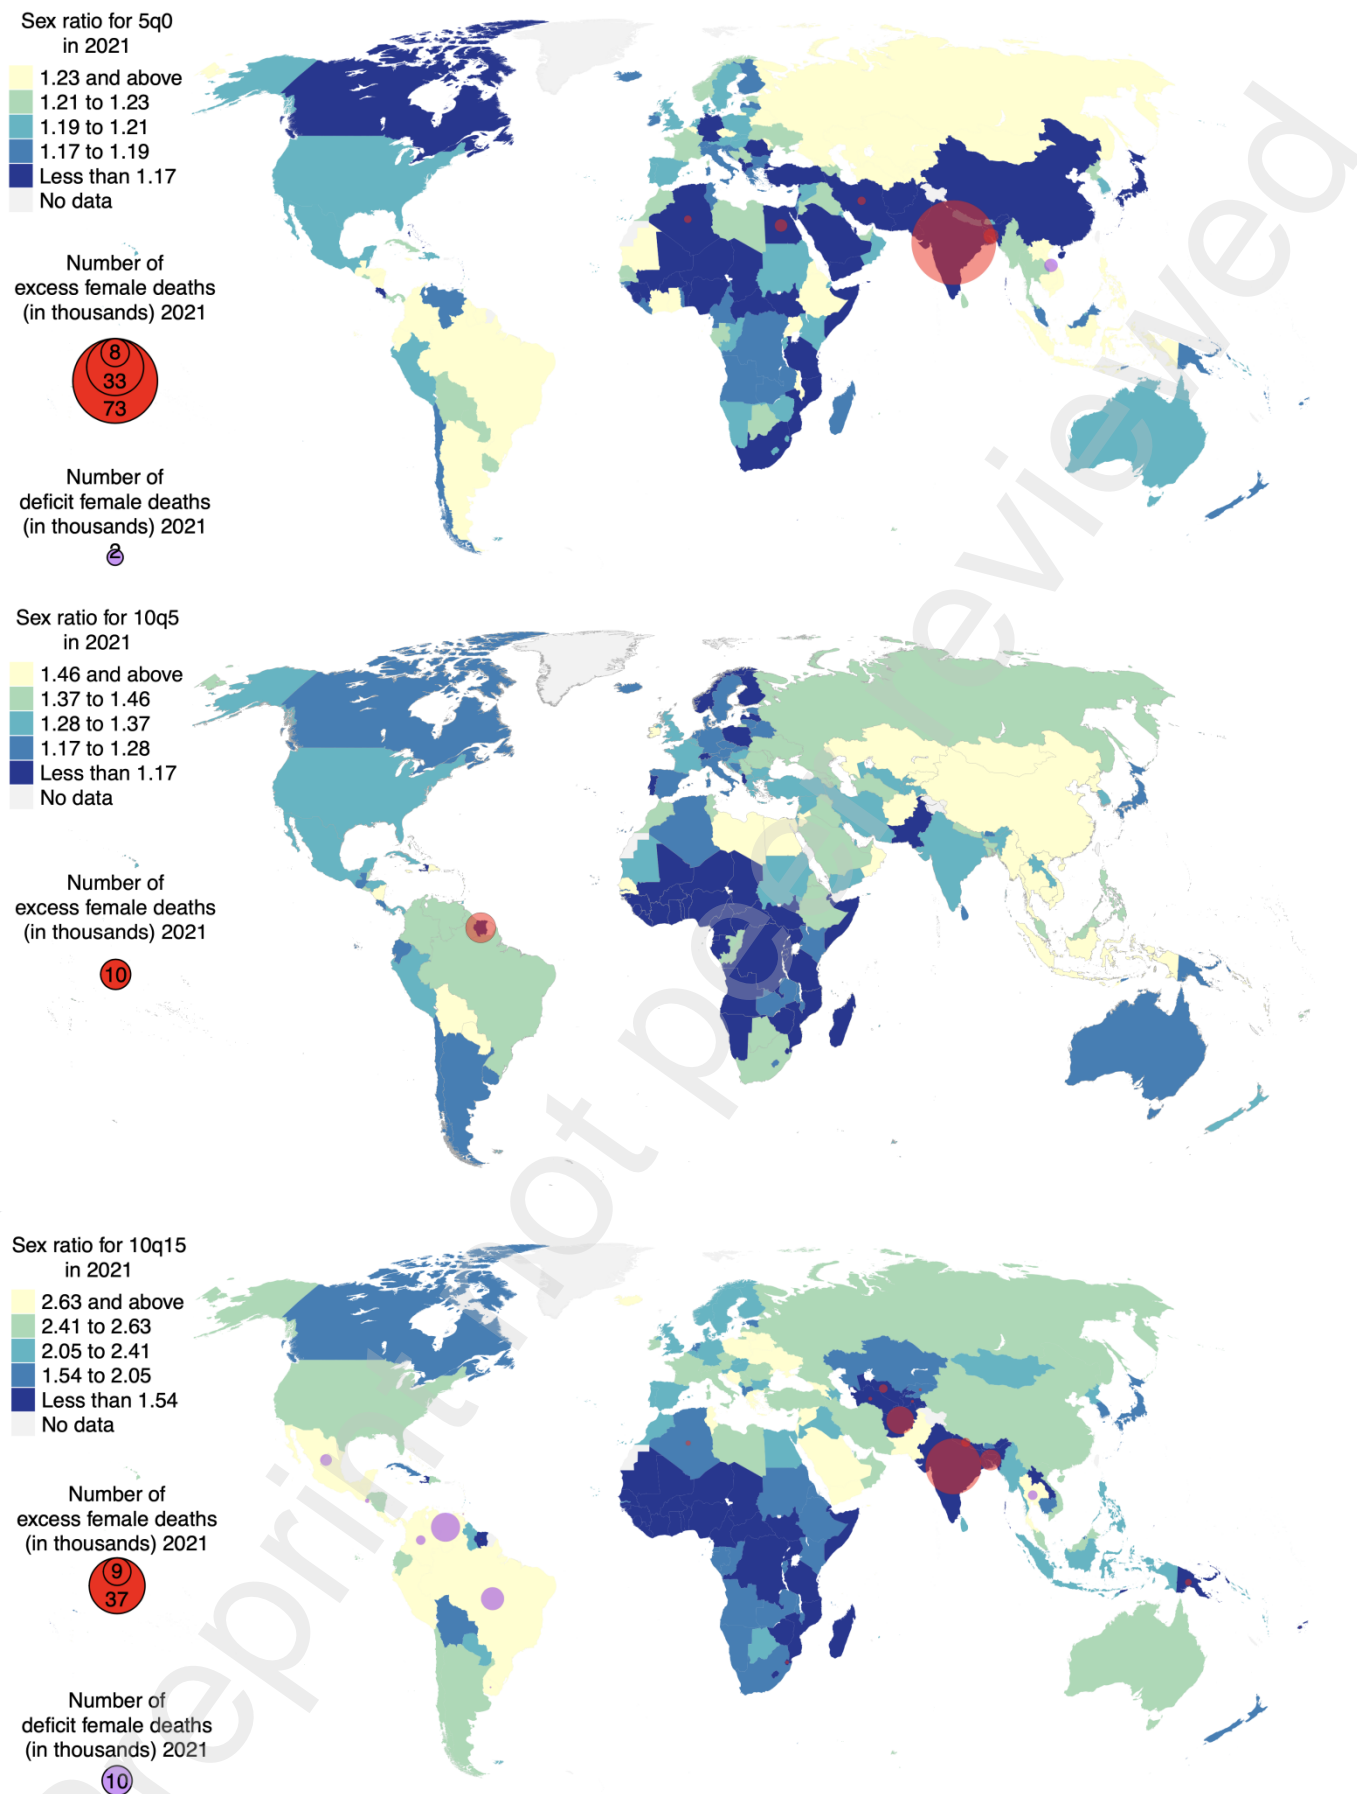 Sex ratio for 5q0
in 2021
1.23 and above
1.21 to 1.23
1.19 to 1.21
1.17 to 1.19
Less than 1.17
No data
Number of
excess female deaths
(in thousands) 2021
8
33
73
Number of
deficit female deaths
(in thousands) 2021
2
Sex ratio for 10q5
in 2021
1.46 and above
1.37 to 1.46
1.28 to 1.37
1.17 to 1.28
Less than 1.17
No data
Number of
excess female deaths
(in thousands) 2021
10
Sex ratio for 10q15
in 2021
2.63 and above
2.41 to 2.63
2.05 to 2.41
1.54 to 2.05
Less than 1.54
No data
Number of
excess female deaths
(in thousands) 2021
9
37
Number of
deficit female deaths
(in thousands) 2021
10
Preprint not peer reviewed